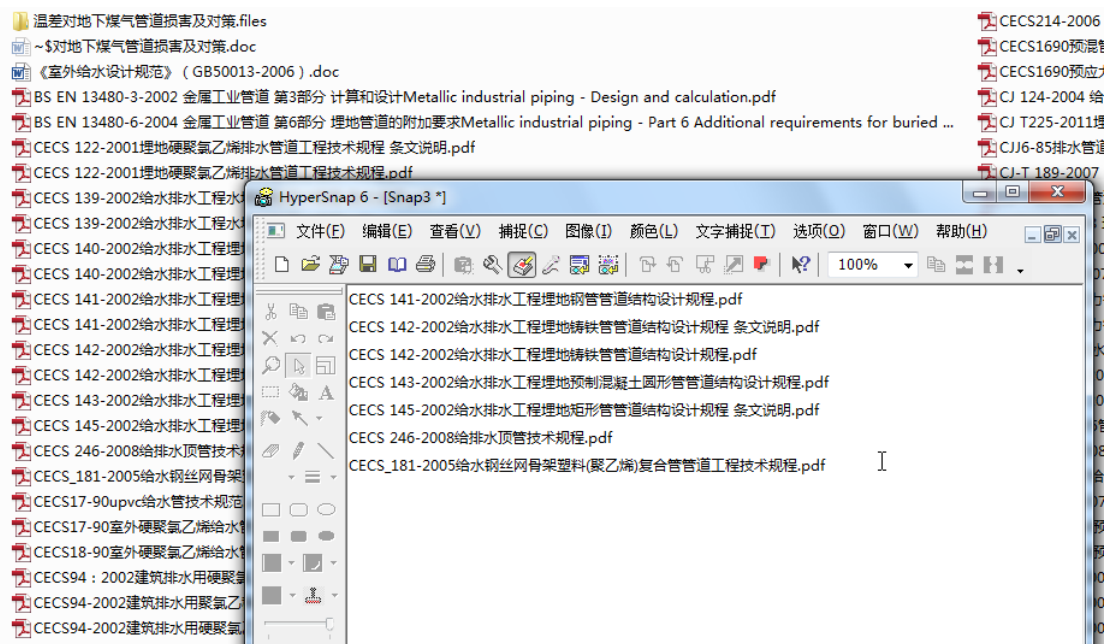 温差对地下煤气管道损害及对策.files
~$对地下煤气管道损害及对策.doc
《室外给水设计规范》（GB50013-2006）.doc
BS EN 13480-3-2002 金属工业管道 第3部分 计算和设计Metallic industrial piping - Design and calculation.pdf
BS EN 13480-6-2004 金属工业管道 第6部分 埋地管道的附加要求Metallic industrial piping - Part 6 Additional requirements for buried ...
CECS 122-2001埋地硬聚氯乙烯排水管道工程技术规程 条文说明.pdf
CECS 122-2001埋地硬聚氯乙烯排水管道工程技术规程.pdf
CECS 139-2002给水排水工程水
CECS 139-2002给水排水工程水
CECS 140-2002给水排水工程埋
CECS 140-2002给水排水工程埋
CECS 141-2002给水排水工程埋
CECS 141-2002给水排水工程埋
CECS 142-2002给水排水工程埋
CECS 142-2002给水排水工程埋
CECS 143-2002给水排水工程埋
CECS 145-2002给水排水工程埋
CECS 246-2008给排水顶管技术
CECS_181-2005给水钢丝网骨架
CECS17-90upvc给水管技术规范
CECS17-90室外硬聚氯乙烯给水管
CECS18-90室外硬聚氯乙烯给水
CECS94：2002建筑排水用硬聚氯
CECS94-2002建筑排水用聚氯乙
CECS94-2002建筑排水用硬聚氯
CECS214-2006
CECS1690预混
CECS1690预应
CJ 124-2004 给
CJ T225-2011埋
CJJ6-85排水管道
CJ-T 189-2007
HyperSnap 6 - [Snap3 *]
文件(F) 编辑(E) 查看(V) 捕捉(C) 图像(I) 颜色(L) 文字捕捉(T) 选项(O) 窗口(W) 帮助(H)
100%
CECS 141-2002给水排水工程埋地钢管管道结构设计规程.pdf
CECS 142-2002给水排水工程埋地铸铁管管道结构设计规程 条文说明.pdf
CECS 142-2002给水排水工程埋地铸铁管管道结构设计规程.pdf
CECS 143-2002给水排水工程埋地预制混凝土圆形管管道结构设计规程.pdf
CECS 145-2002给水排水工程埋地矩形管管道结构设计规程 条文说明.pdf
CECS 246-2008给排水顶管技术规程.pdf
CECS_181-2005给水钢丝网骨架塑料(聚乙烯)复合管管道工程技术规程.pdf